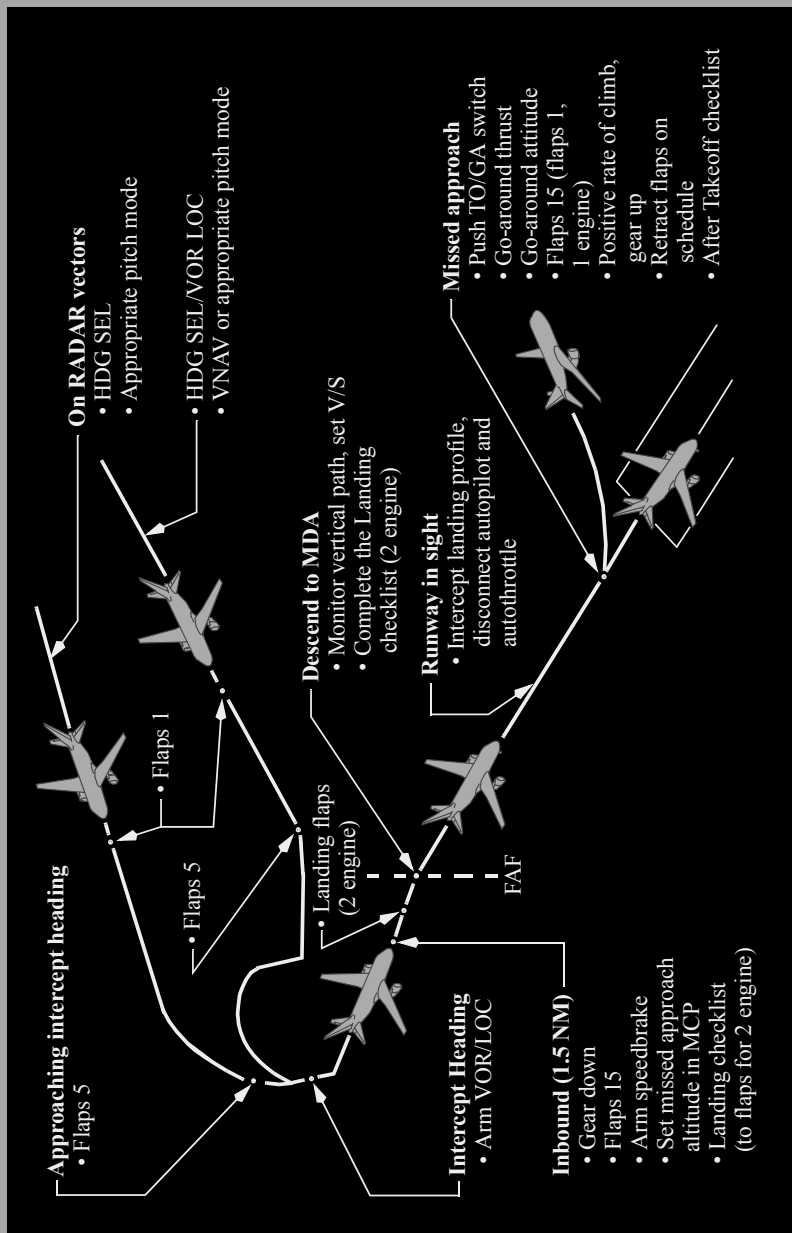 On RADAR vectors
• HDG SEL
• Appropriate pitch mode
• HDG SEL/VOR LOC
• VNAV or appropriate pitch mode
Approaching intercept heading
• Flaps 5
• Flaps 1
• Flaps 5
• Landing flaps
(2 engine)
FAF
Intercept Heading
• Arm VOR/LOC
Inbound (1.5 NM)
• Gear down
• Flaps 15
• Arm speedbrake
• Set missed approach
altitude in MCP
• Landing checklist
(to flaps for 2 engine)
Descend to MDA
• Monitor vertical path, set V/S
• Complete the Landing
checklist (2 engine)
Runway in sight
• Intercept landing profile,
disconnect autopilot and
autothrottle
Missed approach
• Push TO/GA switch
• Go-around thrust
• Go-around attitude
• Flaps 15 (flaps 1,
1 engine)
• Positive rate of climb,
gear up
• Retract flaps on
schedule
• After Takeoff checklist